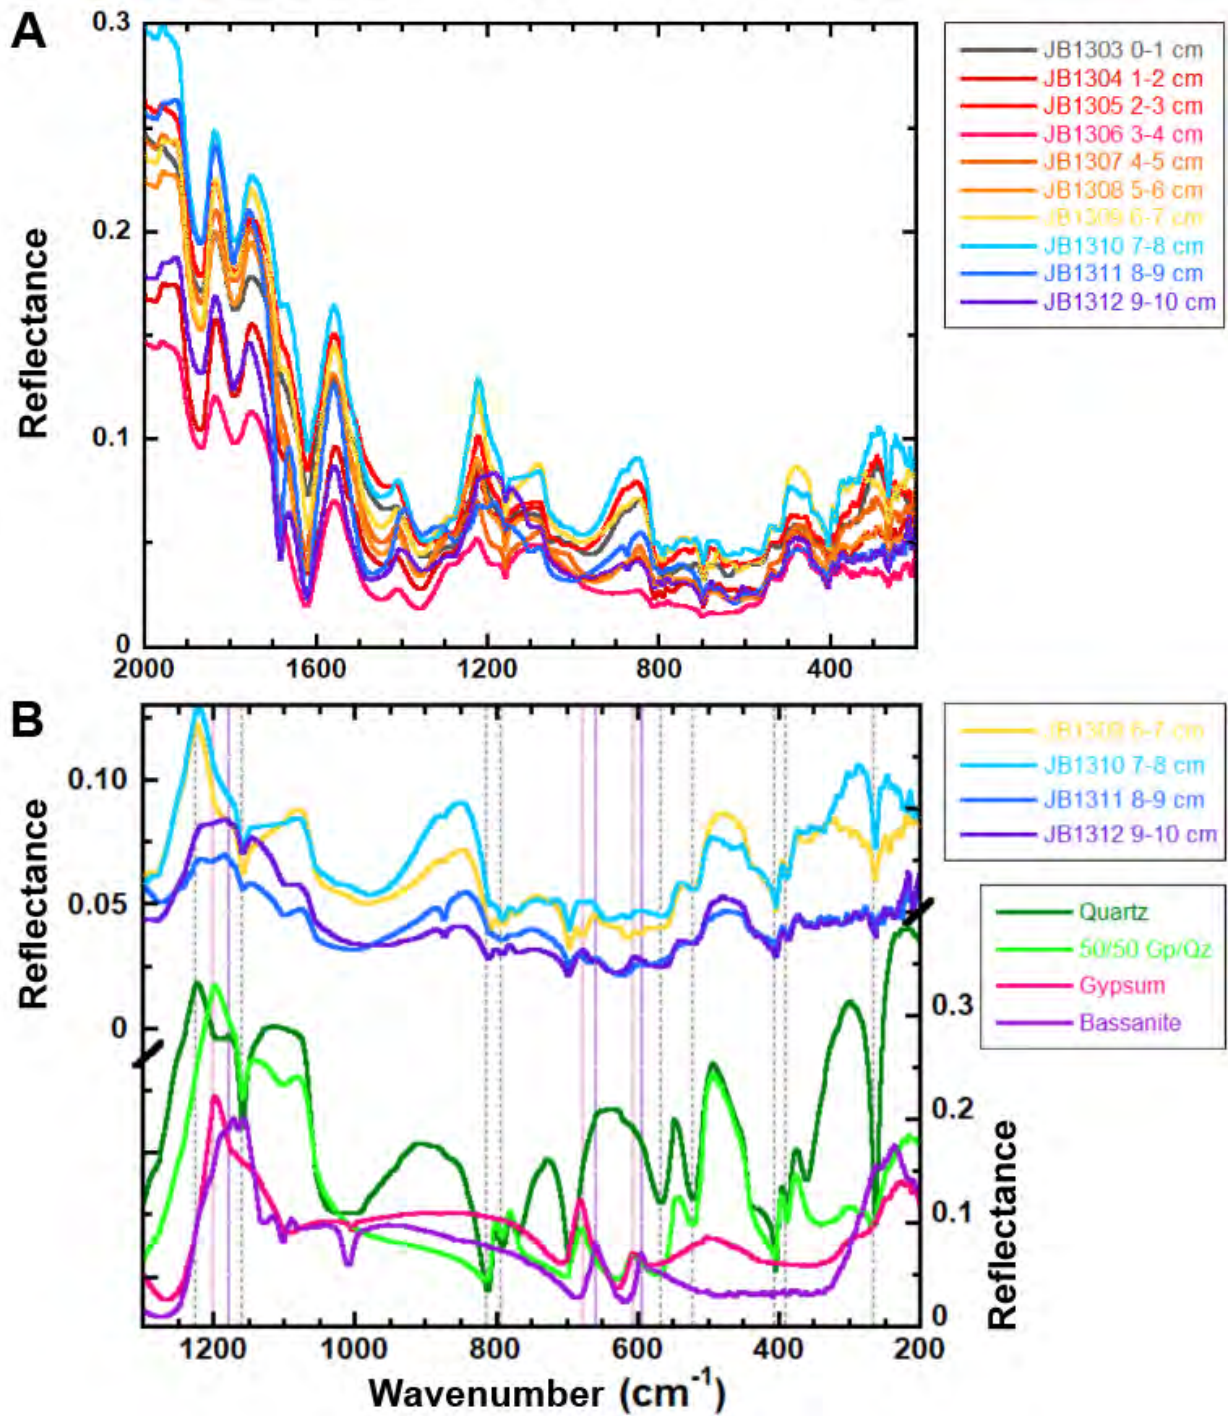 A
0.3
0.2
0.1
0
Reflectance
2000 1600 1200 800 400
JB1303 0-1 cm
JB1304 1-2 cm
JB1305 2-3 cm
JB1306 3-4 cm
JB1307 4-5 cm
JB1308 5-6 cm
JB1309 6-7 cm
JB1310 7-8 cm
JB1311 8-9 cm
JB1312 9-10 cm
B
0.10
0.05
0
Reflectance
JB1309 6-7 cm
JB1310 7-8 cm
JB1311 8-9 cm
JB1312 9-10 cm
Quartz
50/50 Gp/Qz
Gypsum
Bassanite
0.3
0.2
0.1
0
Reflectance
1200 1000 800 600 400 200
Wavenumber (cm⁻¹)